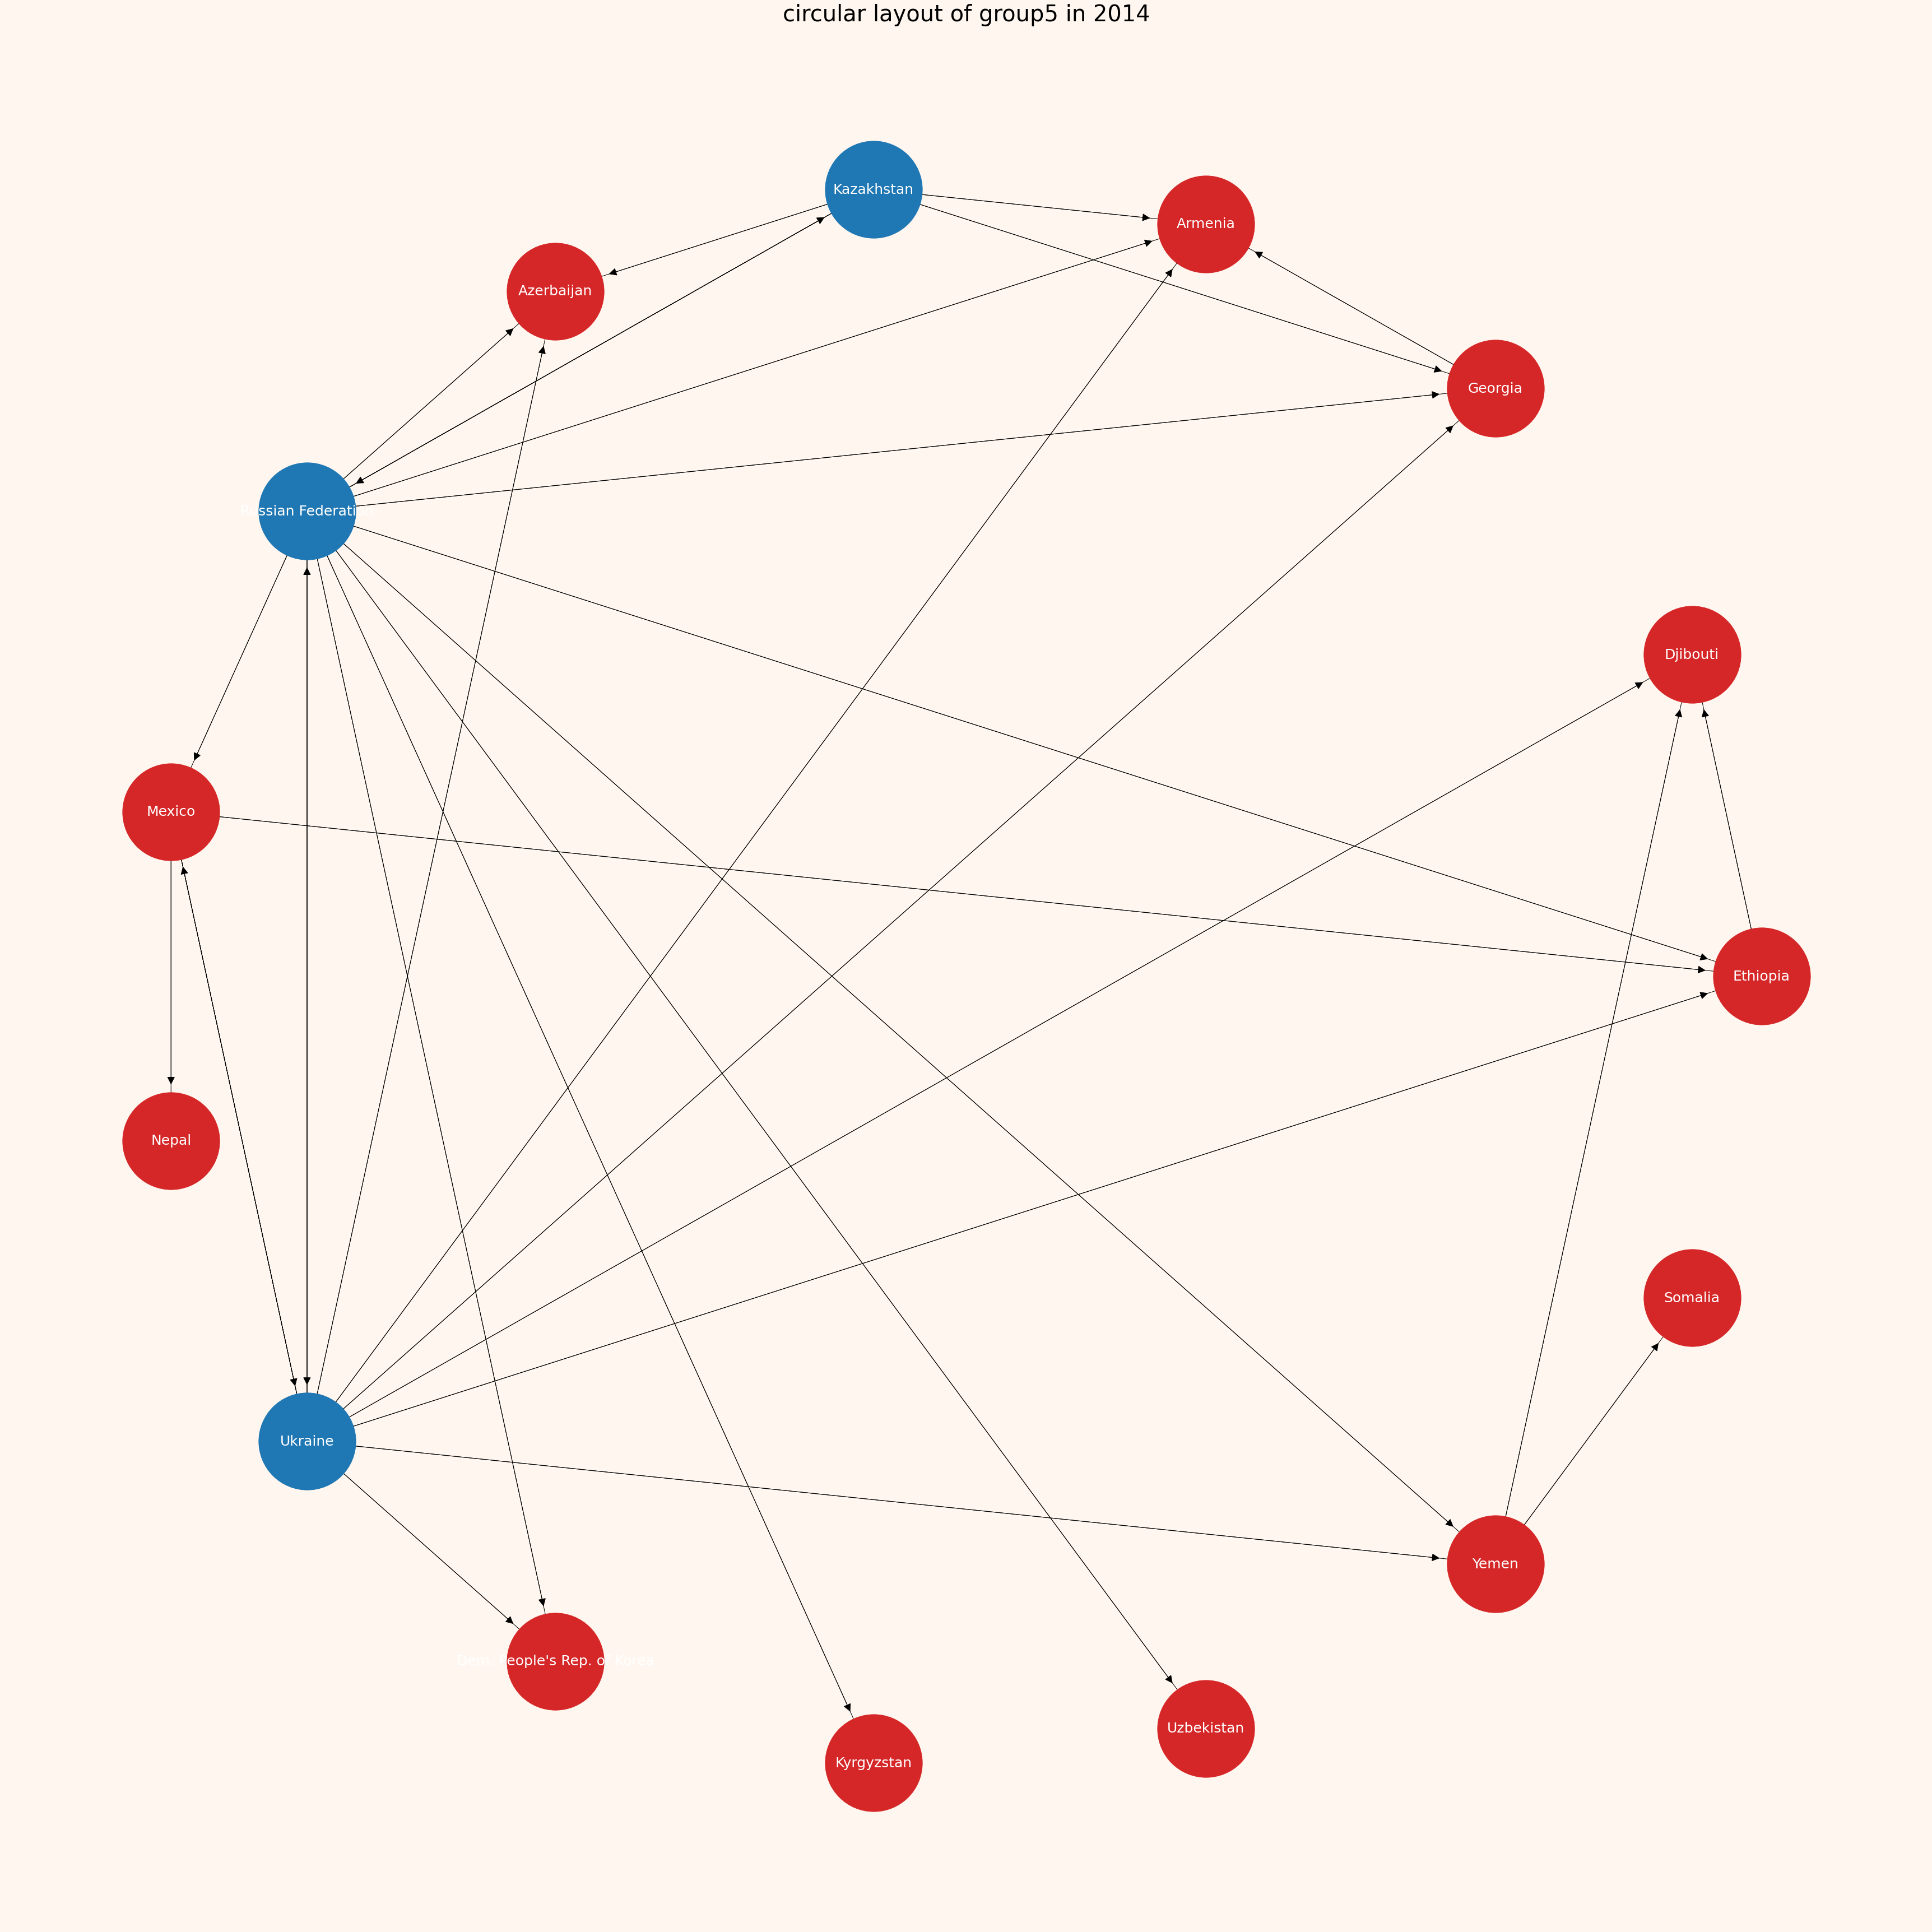 circular layout of group5 in 2014
Kazakhstan
Armenia
Azerbaijan
Georgia
Russian Federation
Djibouti
Mexico
Ethiopia
Nepal
Somalia
Ukraine
Yemen
Dem. People's Rep. of Korea
Uzbekistan
Kyrgyzstan